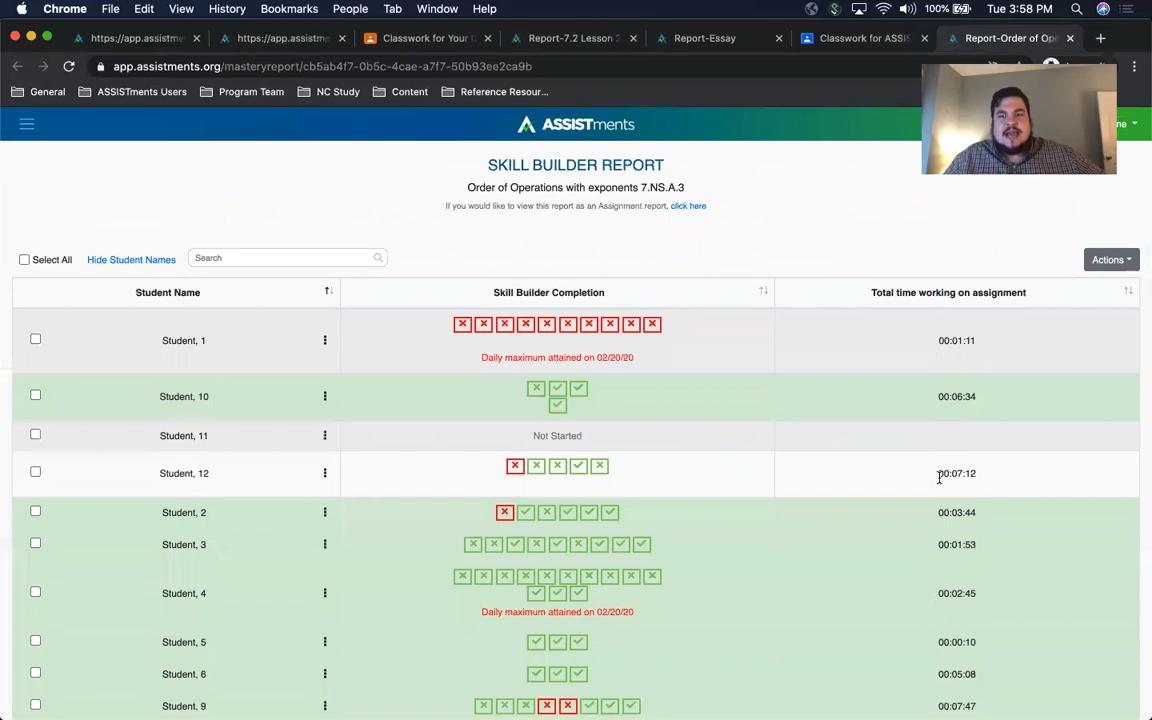 Chrome File Edit View History Bookmarks People Tab Window Help 100% Tue 3:58 PM
https://app.assistm https://app.assistme Classwork for Your Report-7.2 Lesson Report-Essay Classwork for ASSIS Report-Order of Ope
app.assistments.org/masteryreport/cb5ab4f7-0b5c-4cae-a7f7-50b93ee2ca9b
General ASSISTments Users Program Team NC Study Content Reference Resour...
ASSISTments
SKILL BUILDER REPORT
Order of Operations with exponents 7.NS.A.3
If you would like to view this report as an Assignment report, click here
Select All Hide Student Names Search Actions
Student Name Skill Builder Completion Total time working on assignment
Student, 1 00:01:11
Daily maximum attained on 02/20/20
Student, 10 00:06:34
Student, 11 Not Started
Student, 12 00:07:12
Student, 2 00:03:44
Student, 3 00:01:53
Student, 4 00:02:45
Daily maximum attained on 02/20/20
Student, 5 00:00:10
Student, 6 00:05:08
Student, 9 00:07:47